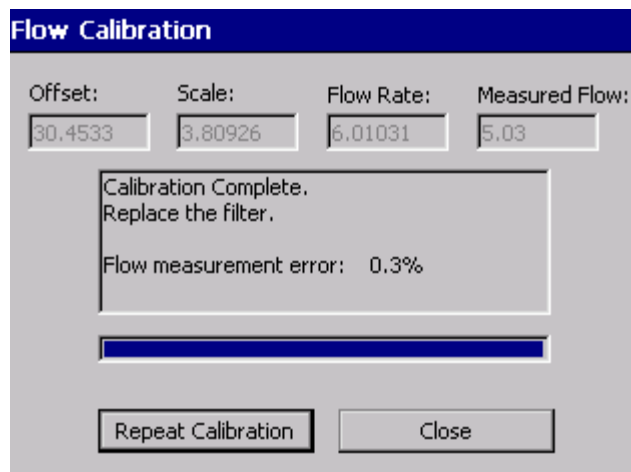 Flow Calibration
Offset: Scale: Flow Rate: Measured Flow:
30.4533 3.80926 6.01031 5.03
Calibration Complete.
Replace the filter.
Flow measurement error: 0.3%
Repeat Calibration Close